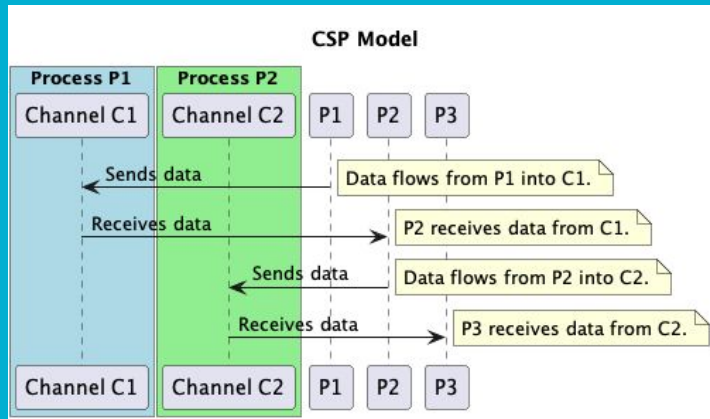 CSP Model
Process P1 Process P2
Channel C1 Channel C2 P1 P2 P3
Sends data Data flows from P1 into C1.
Receives data P2 receives data from C1.
Sends data Data flows from P2 into C2.
Receives data P3 receives data from C2.
Channel C1 Channel C2 P1 P2 P3